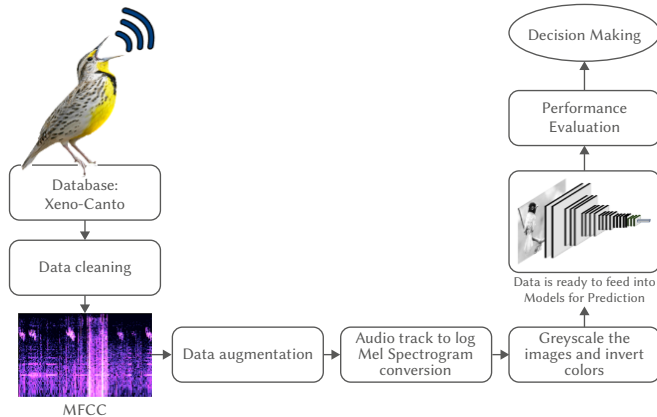 Database:
Xeno-Canto
Data cleaning
MFCC
Data augmentation
Audio track to log
Mel Spectrogram
conversion
Greyscale the
images and invert
colors
Data is ready to feed into
Models for Prediction
Performance
Evaluation
Decision Making